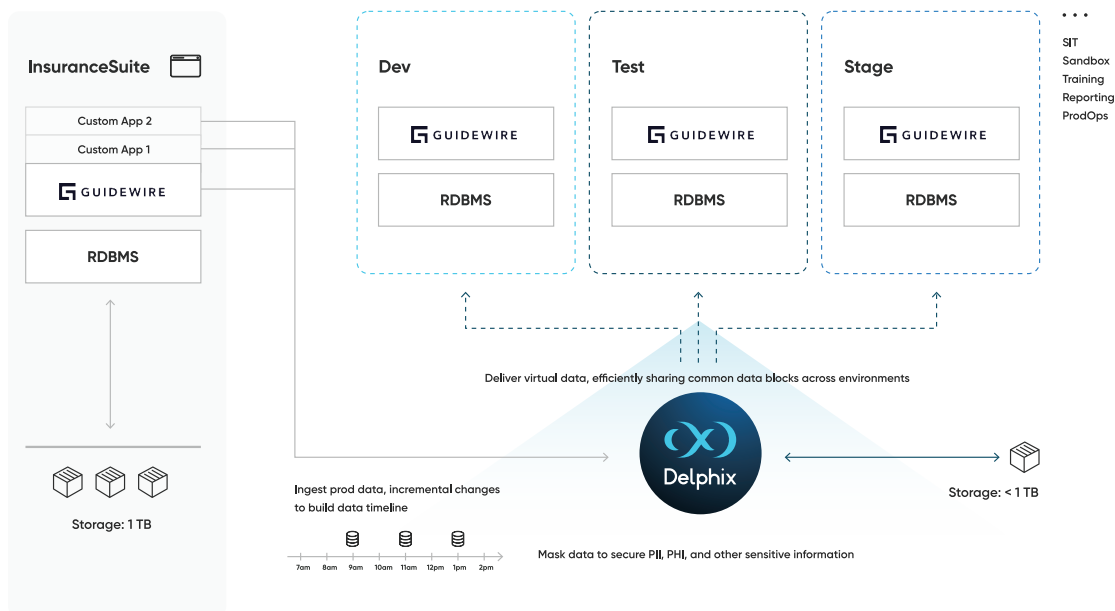 InsuranceSuite
Custom App 2
Custom App 1
GUIDEWIRE
RDBMS
Storage: 1 TB
Dev
GUIDEWIRE
RDBMS
Test
GUIDEWIRE
RDBMS
Stage
GUIDEWIRE
RDBMS
...
SIT
Sandbox
Training
Reporting
ProdOps
Deliver virtual data, efficiently sharing common data blocks across environments
Delphix
Storage: < 1 TB
Ingest prod data, incremental changes
to build data timeline
7am 8am 9am 10am 11am 12pm 1pm 2pm
Mask data to secure PII, PHI, and other sensitive information